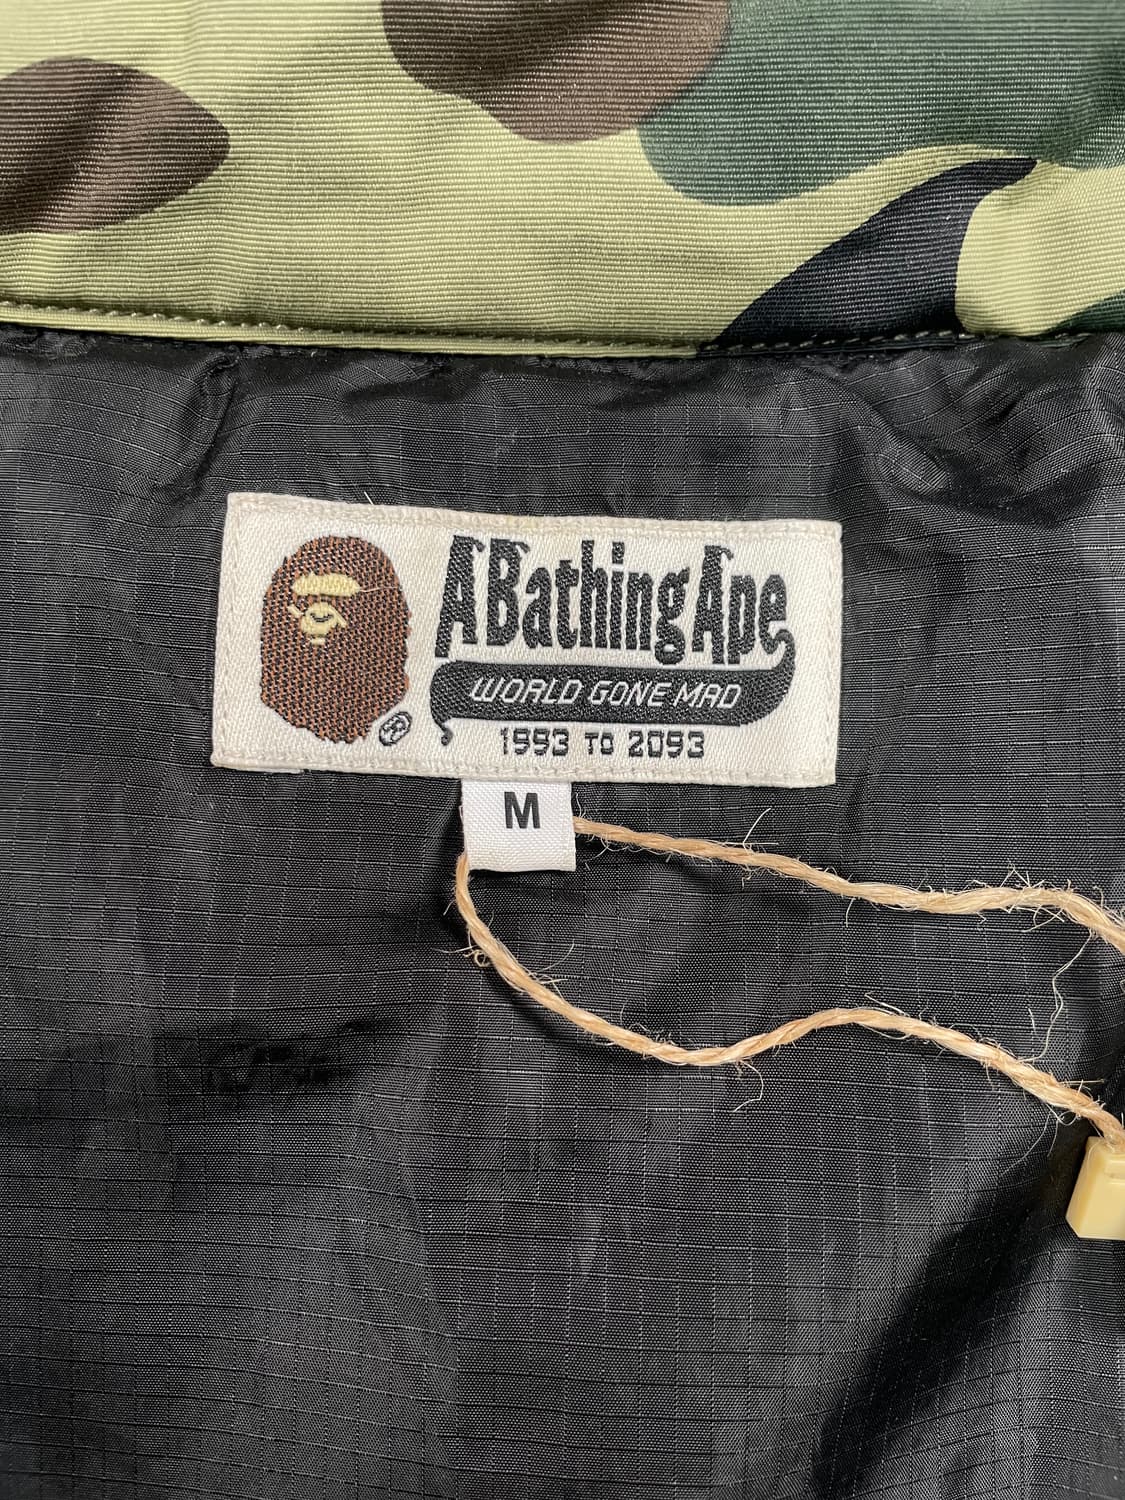 A Bathing Ape
WORLD GONE MAD
1993 TO 2093
®
M